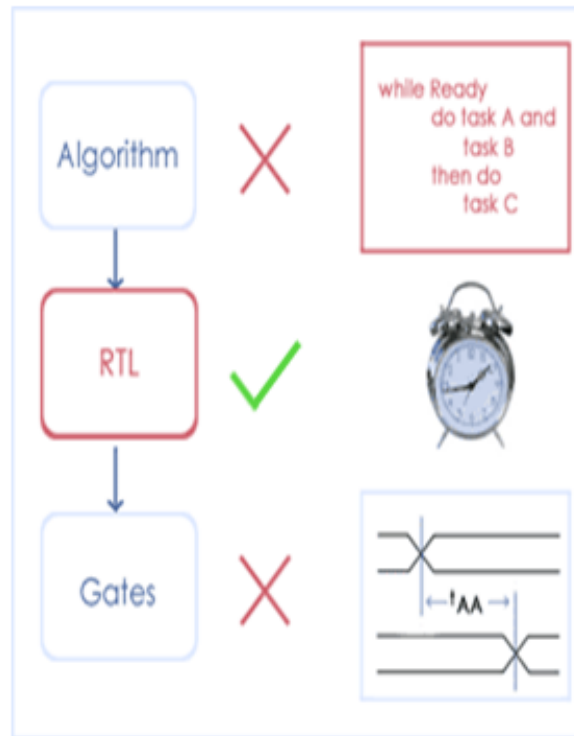 Algorithm
while Ready
do task A and
task B
then do
task C
RTL
Gates
tAA